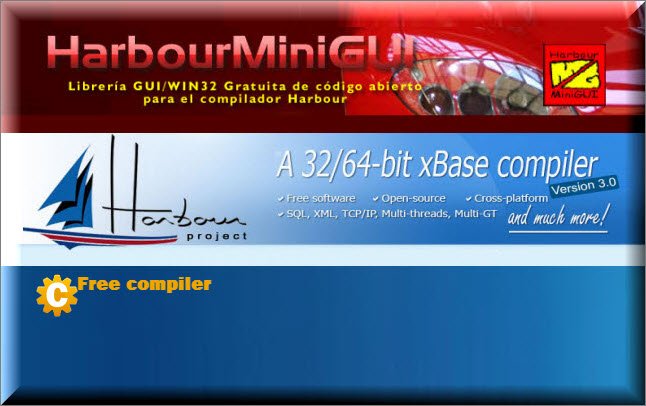 HarbourMiniGUI
Librería GUI/WIN32 Gratuita de código abierto
para el compilador Harbour
Harbour
MG
MiniGUI
A 32/64-bit xBase compiler
Version 3.0
✓ Free software ✓ Open-source ✓ Cross-platform
✓ SQL, XML, TCP/IP, Multi-threads, Multi-GT
and much more!
Harbour
project
C
Free compiler